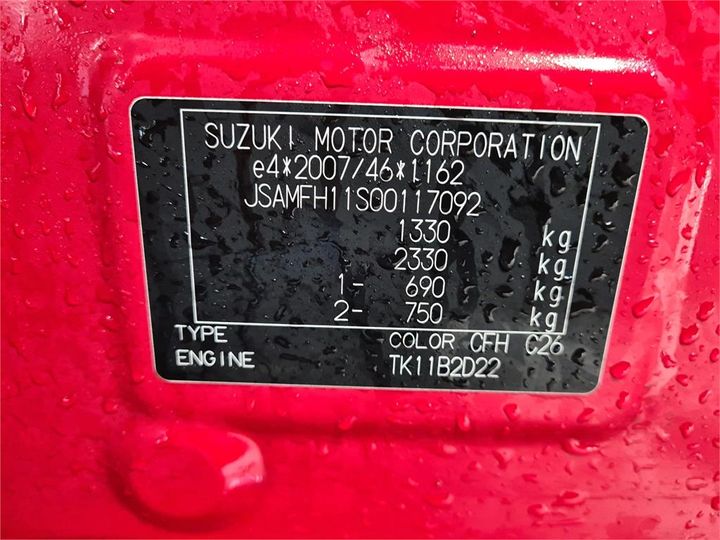 SUZUKI MOTOR CORPORATION
e4*2007/46*1162
JSAMFH11S00117092
1330 kg
2330 kg
1- 690 kg
2- 750 kg
TYPE COLOR CFH C26
ENGINE TK11B2D22